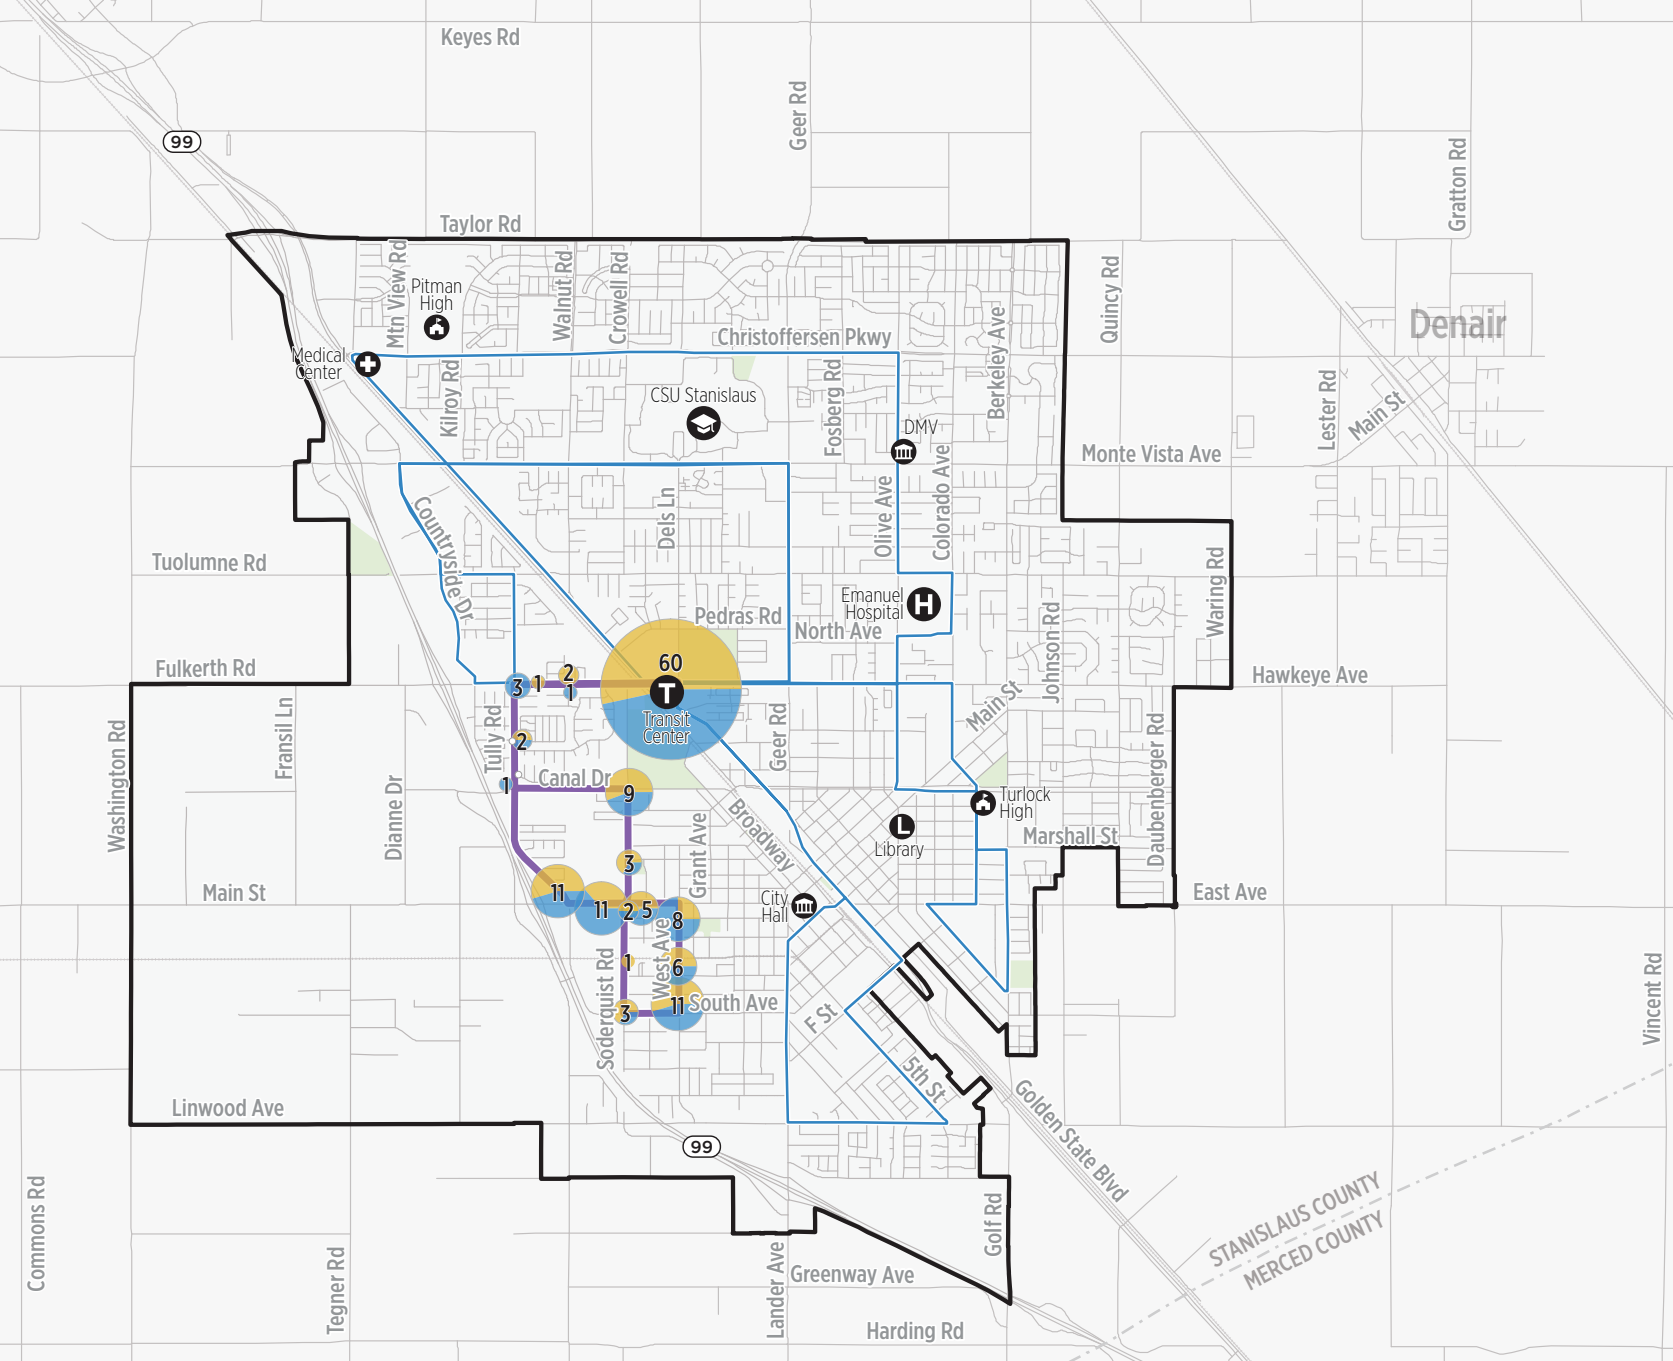 Keyes Rd
Geer Rd
99
Gratton Rd
Taylor Rd
Mtn View Rd
Walnut Rd
Crowell Rd
Quincy Rd
Pitman
High
Christoffersen Pkwy
Berkeley Ave
Denair
Medical
Center
Kilroy Rd
CSU Stanislaus
Fosberg Rd
DMV
Lester Rd
Main St
Monte Vista Ave
Colorado Ave
Olive Ave
Dels Ln
Countryside Dr
Tuolumne Rd
Waring Rd
Emanuel
Hospital
H
Pedras Rd
North Ave
Johnson Rd
Fulkerth Rd
Hawkeye Ave
60
T
Transit
Center
3
1
2
1
Main St
Fransil Ln
Washington Rd
Tully Rd
2
Geer Rd
Daubenberger Rd
Canal Dr
1
9
Dianne Dr
Broadway
Turlock
High
L
Library
Grant Ave
Marshall St
3
Main St
11
11
2
5
8
City
Hall
East Ave
West Ave
1
6
Soderquist Rd
South Ave
3
11
F St
Vincent Rd
5th St
Linwood Ave
Golden State Blvd
99
Commons Rd
STANISLAUS COUNTY
MERCED COUNTY
Golf Rd
Tegner Rd
Lander Ave
Greenway Ave
Harding Rd